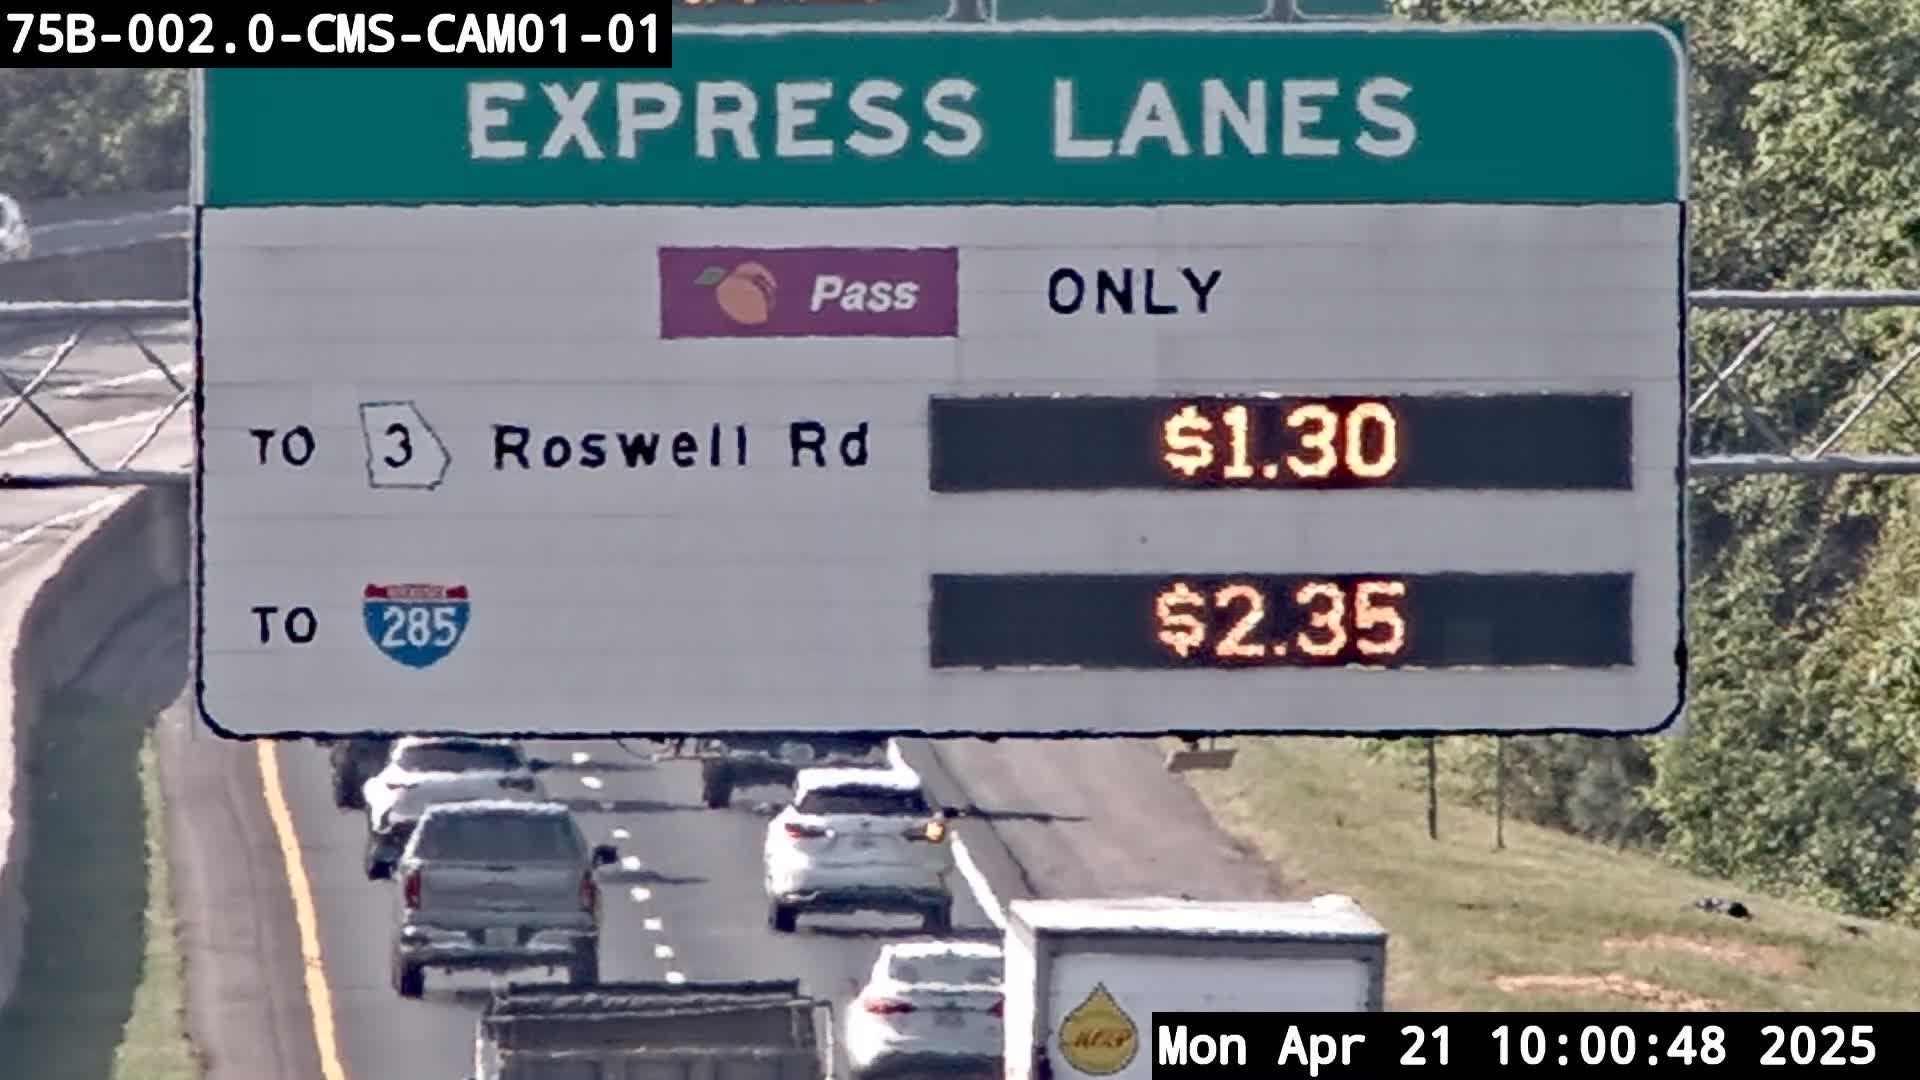 75B-002.0-CMS-CAM01-01
EXPRESS LANES
Pass ONLY
TO 3 Roswell Rd $1.30
TO 285 $2.35
Mon Apr 21 10:00:48 2025